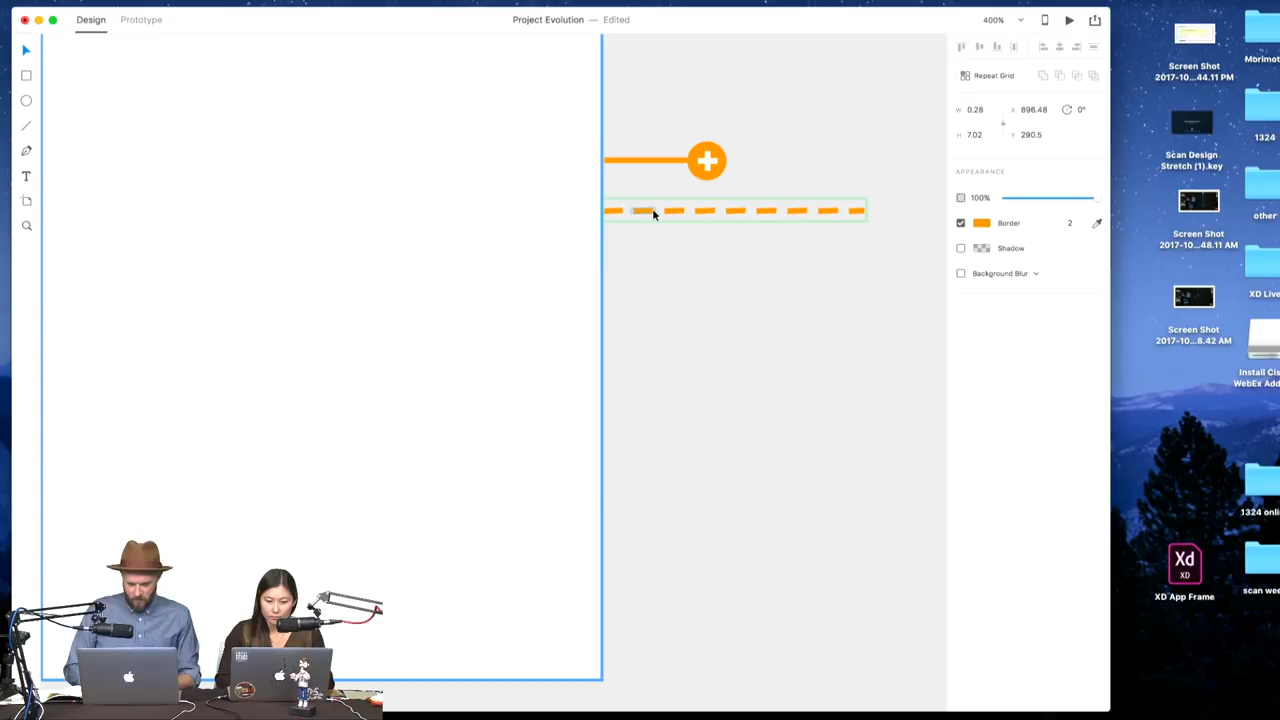 Design
Prototype
Project Evolution — Edited
400%
Repeat Grid
W 0.28
X 896.48
0°
H 7.02
Y 290.5
APPEARANCE
100%
Border
2
Shadow
Background Blur
T
Screen Shot
2017-10...44.11 PM
Morimot
Scan Design
Stretch (1).key
1324
Screen Shot
2017-10...48.11 AM
other
Screen Shot
2017-10...8.42 AM
XD Live
Install Cis
WebEx Add
1324 onli
Xd
XD
XD App Frame
scan wee